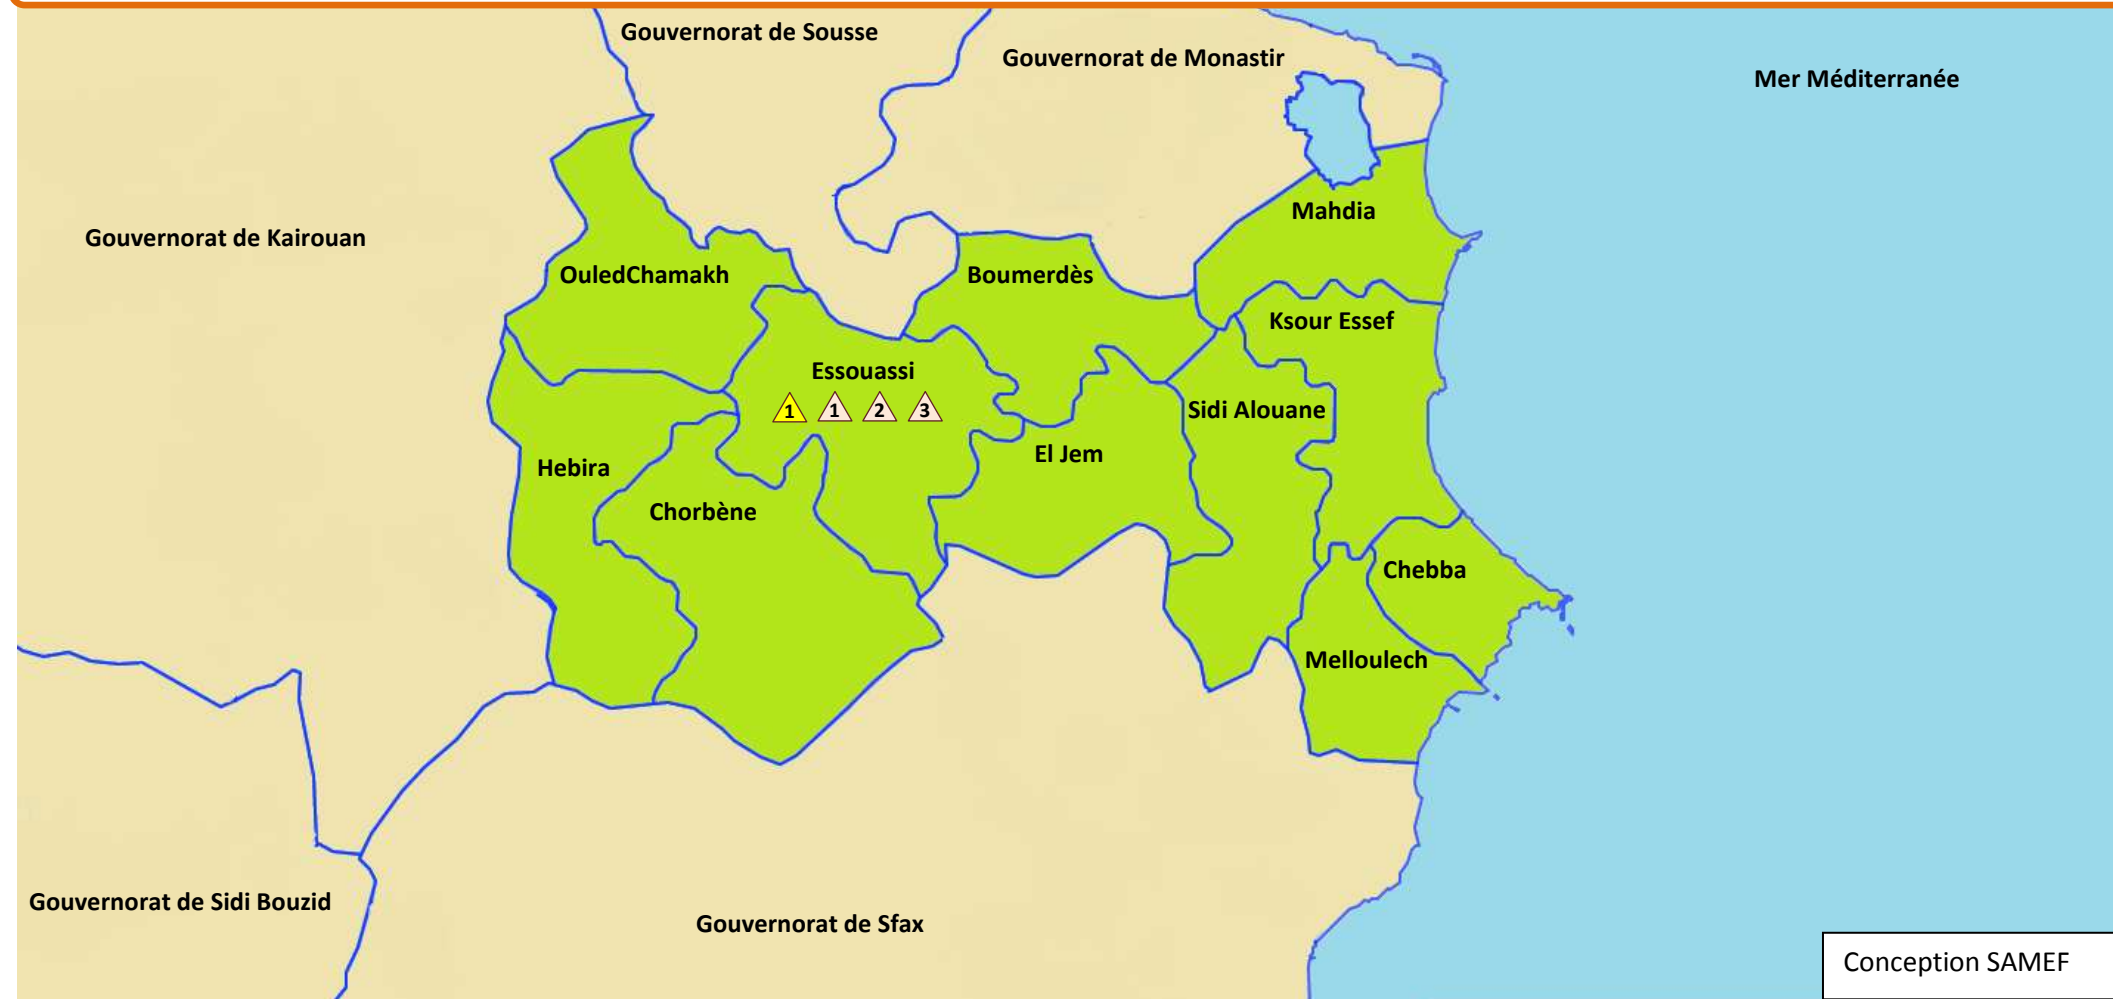 Gouvernorat de Sousse
Gouvernorat de Monastir
Mer Méditerranée
Mahdia
Gouvernorat de Kairouan
OuledChamakh
Boumerdès
Ksour Essef
Essouassi
1 1 2 3
Sidi Alouane
El Jem
Hebira
Chorbène
Chebba
Melloulech
Gouvernorat de Sidi Bouzid
Gouvernorat de Sfax
Conception SAMEF